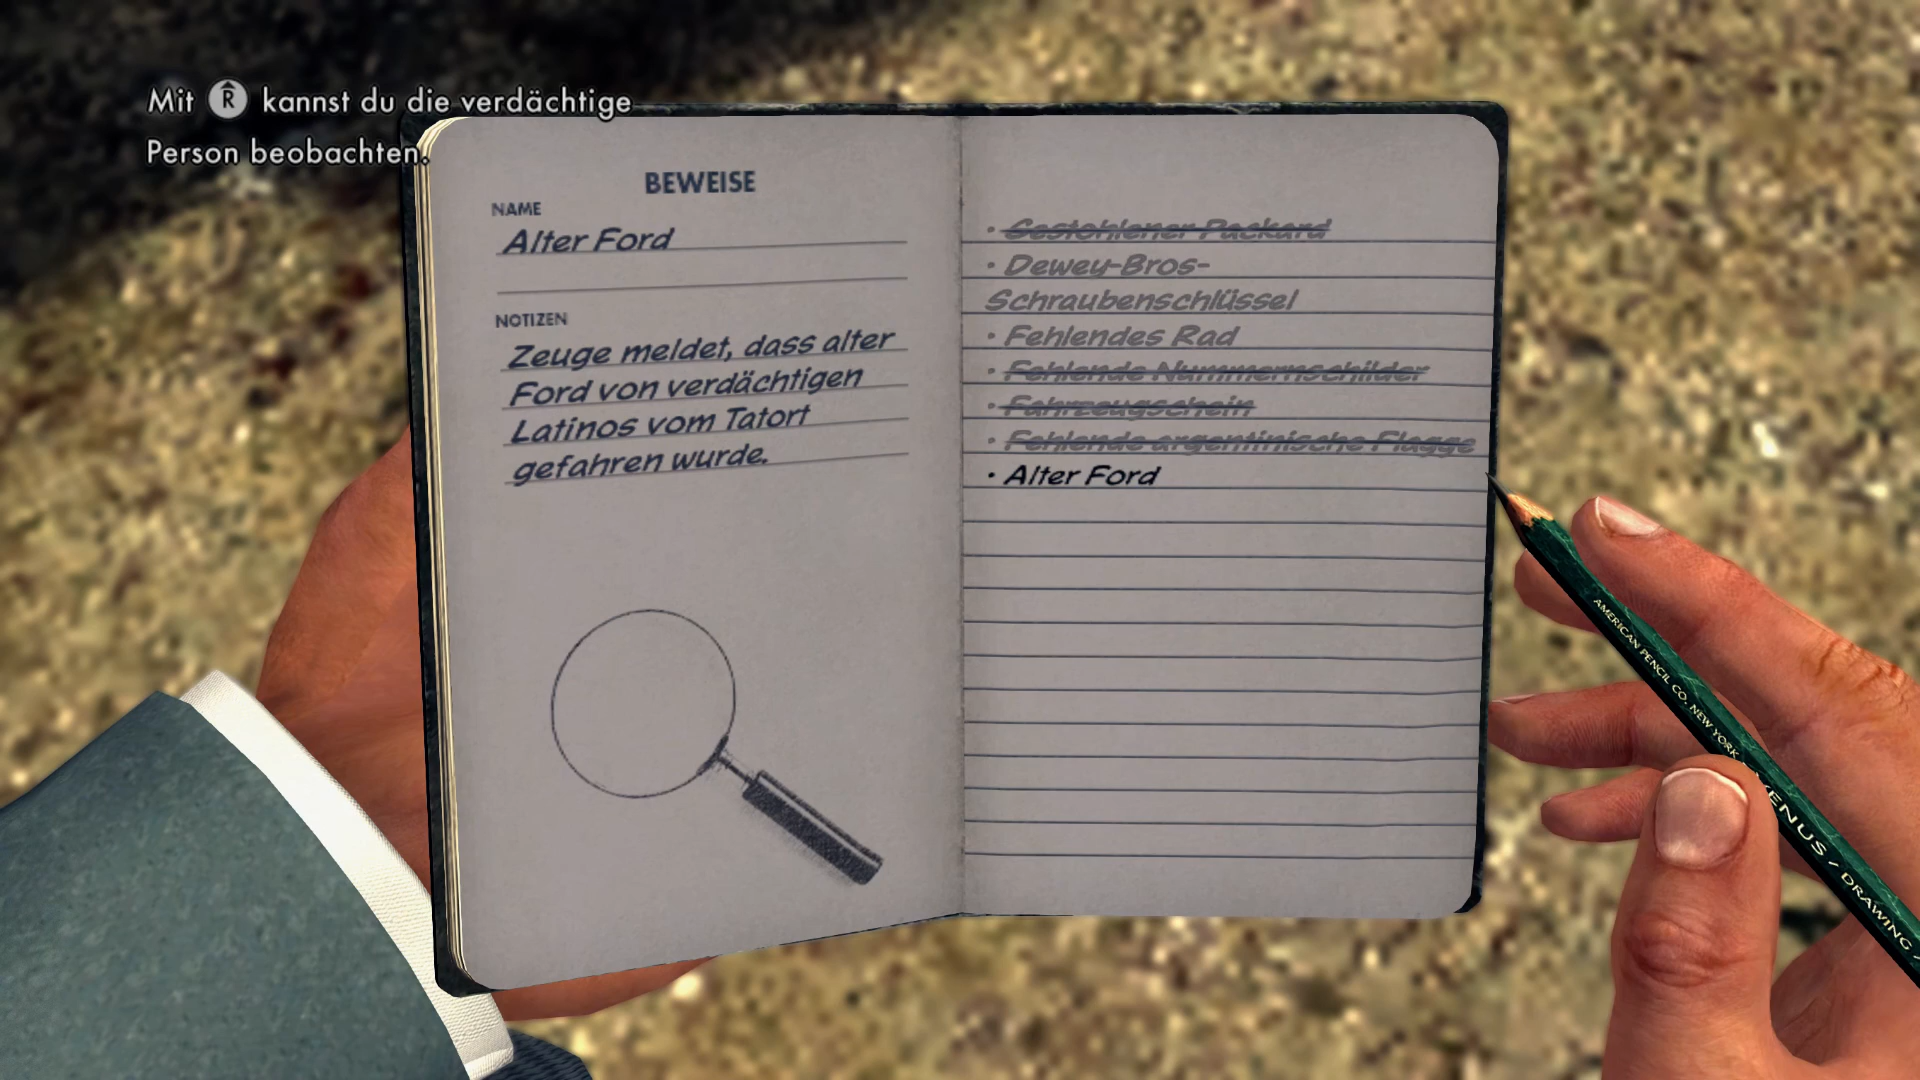 Mit R kannst du die verdächtige
Person beobachten.
BEWEISE
NAME
Alter Ford
NOTIZEN
Zeuge meldet, dass alter
Ford von verdächtigen
Latinos vom Tatort
gefahren wurde.
• Gestohlener Packard
• Dewey-Bros-
Schraubenschlüssel
• Fehlendes Rad
• Fehlende Nummernschilder
• Fahrzeugschein
• Fehlende argentinische Flagge
• Alter Ford
AMERICAN PENCIL CO. NEW YORK
VENUS / DRAWING